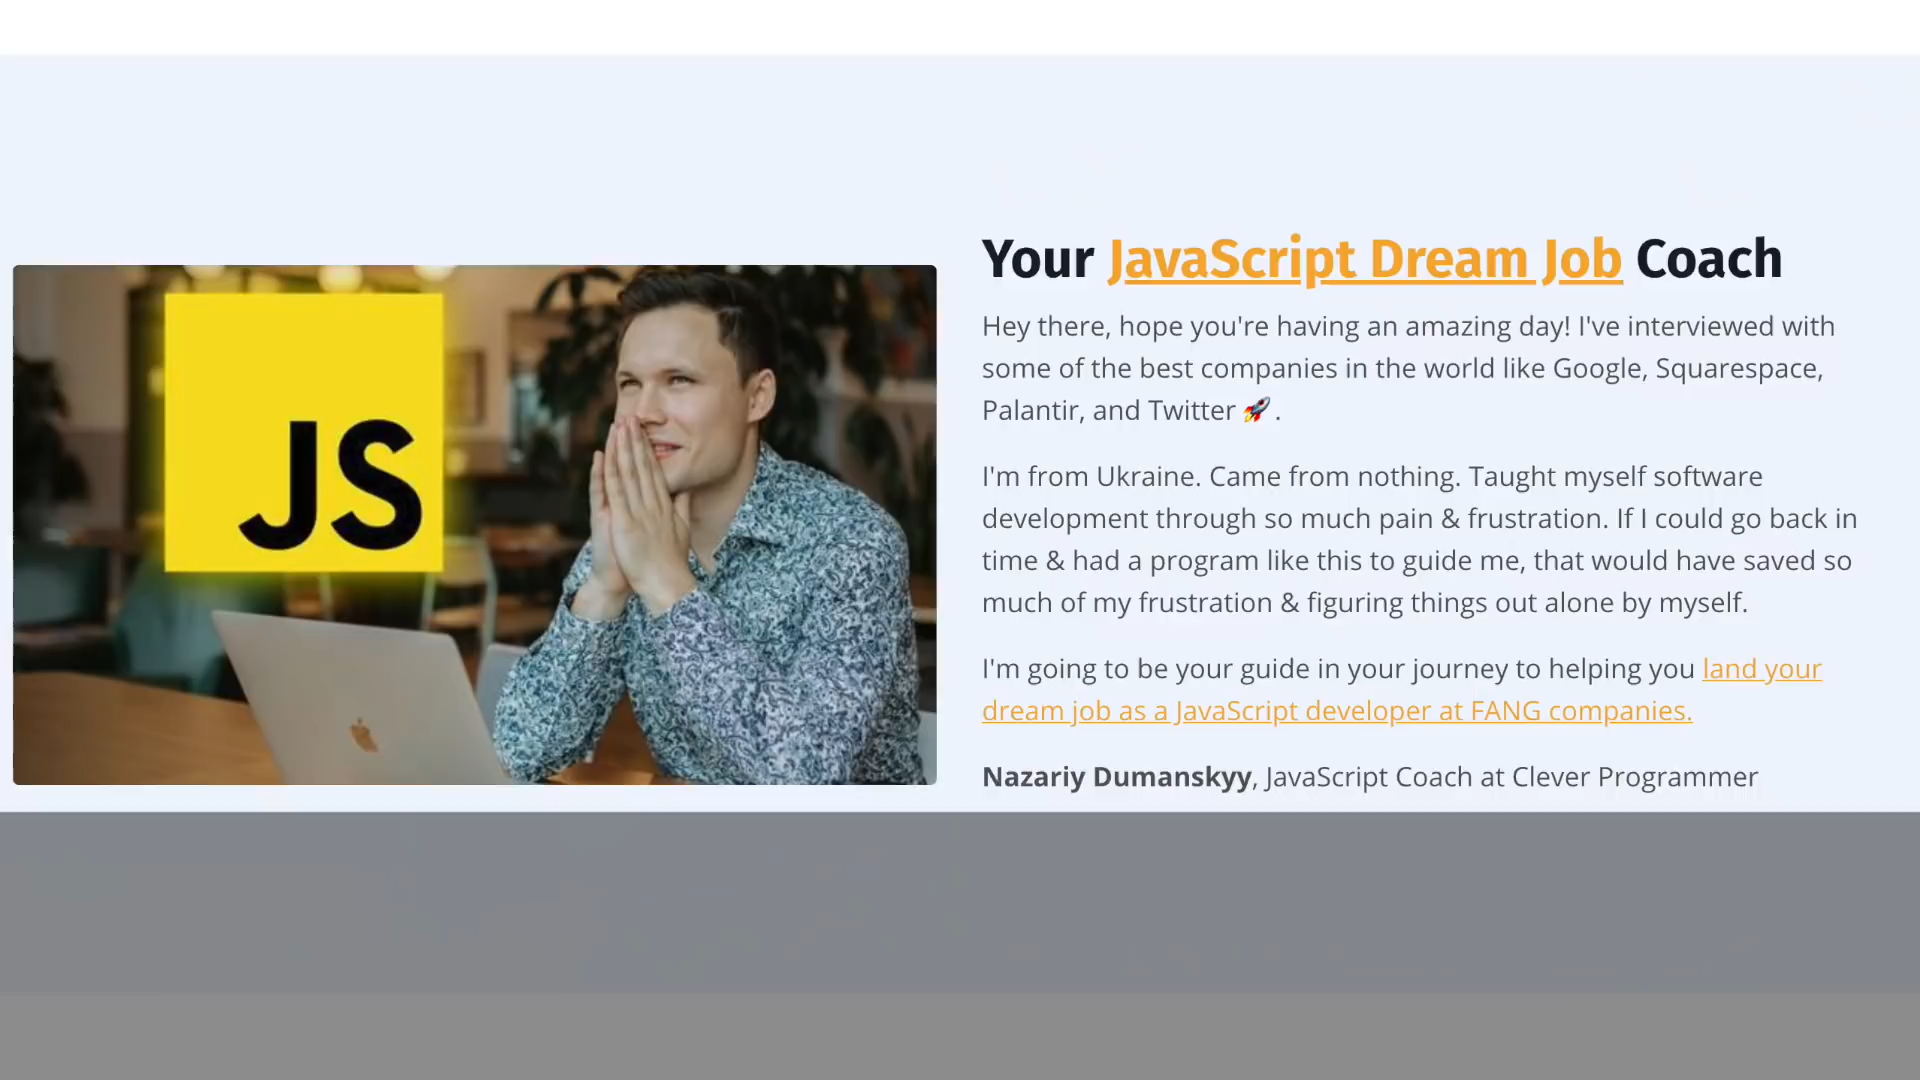 JS
Your JavaScript Dream Job Coach
Hey there, hope you're having an amazing day! I've interviewed with
some of the best companies in the world like Google, Squarespace,
Palantir, and Twitter 🚀 .
I'm from Ukraine. Came from nothing. Taught myself software
development through so much pain & frustration. If I could go back in
time & had a program like this to guide me, that would have saved so
much of my frustration & figuring things out alone by myself.
I'm going to be your guide in your journey to helping you land your
dream job as a JavaScript developer at FANG companies.
Nazariy Dumanskyy, JavaScript Coach at Clever Programmer